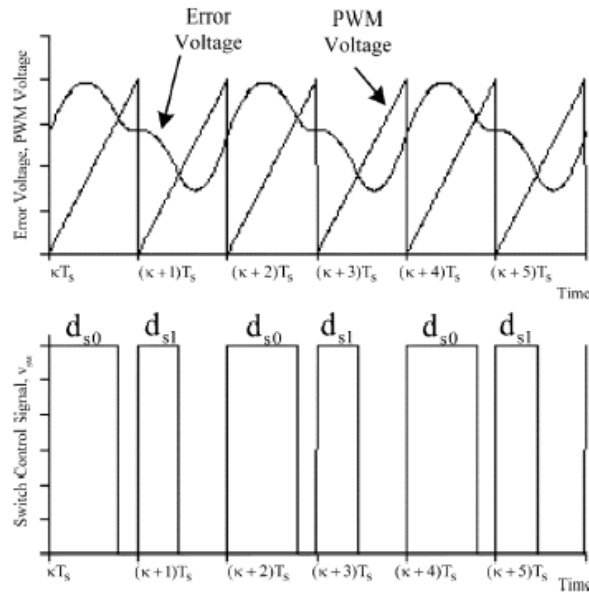 Error
Voltage
PWM
Voltage
Error Voltage, PWM Voltage
κTₛ (κ+1)Tₛ (κ+2)Tₛ (κ+3)Tₛ (κ+4)Tₛ (κ+5)Tₛ
Time
dₛ₀ dₛ₁ dₛ₀ dₛ₁ dₛ₀ dₛ₁
Switch Control Signal, vₛw
κTₛ (κ+1)Tₛ (κ+2)Tₛ (κ+3)Tₛ (κ+4)Tₛ (κ+5)Tₛ
Time